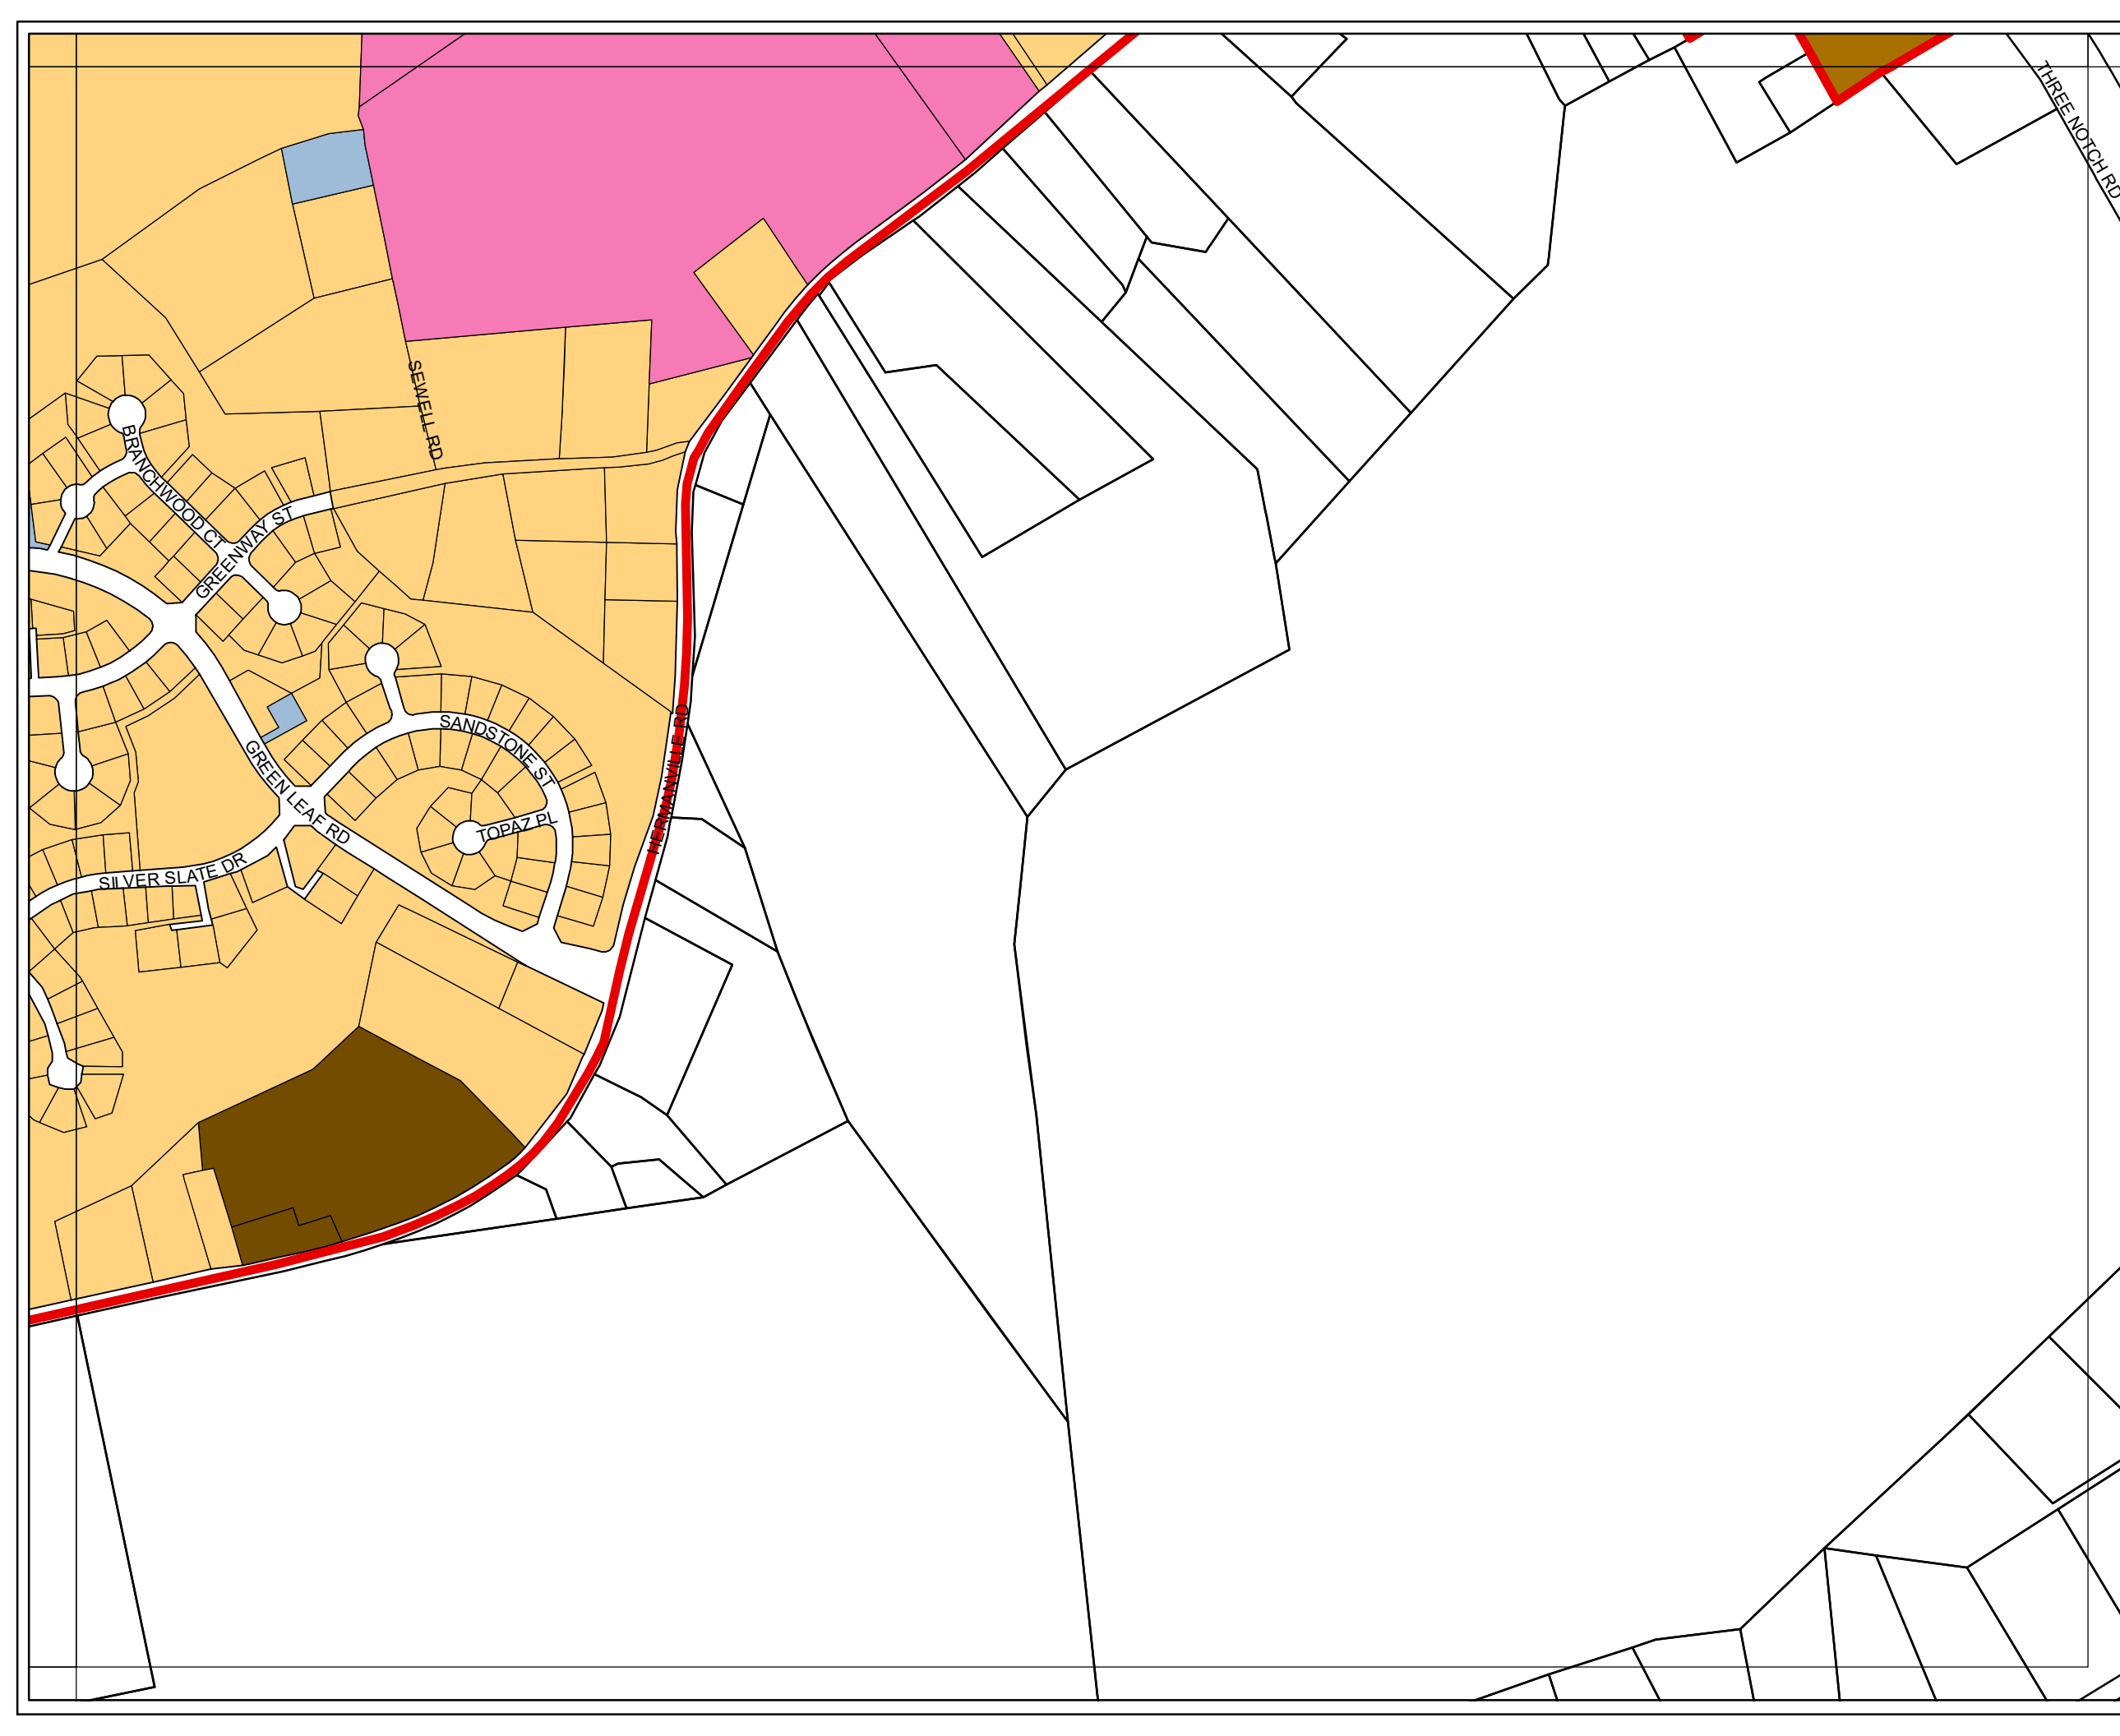 THREE NOTCH RD
SEWELL RD
BRANCHWOOD CT
GREENWAY ST
SANDSTONE ST
HERMANVILLE RD
GREEN LEAF RD
TOPAZ PL
SILVER SLATE DR